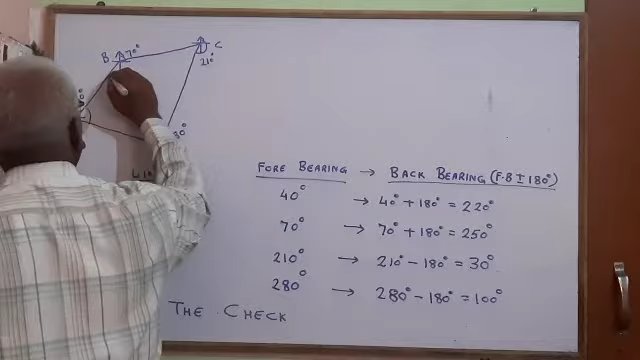 B 70° C
210°
30°
FORE BEARING → BACK BEARING (F.B ± 180°)
40° → 40° + 180° = 220°
70° → 70° + 180° = 250°
210° → 210° - 180° = 30°
280° → 280° - 180° = 100°
THE CHECK